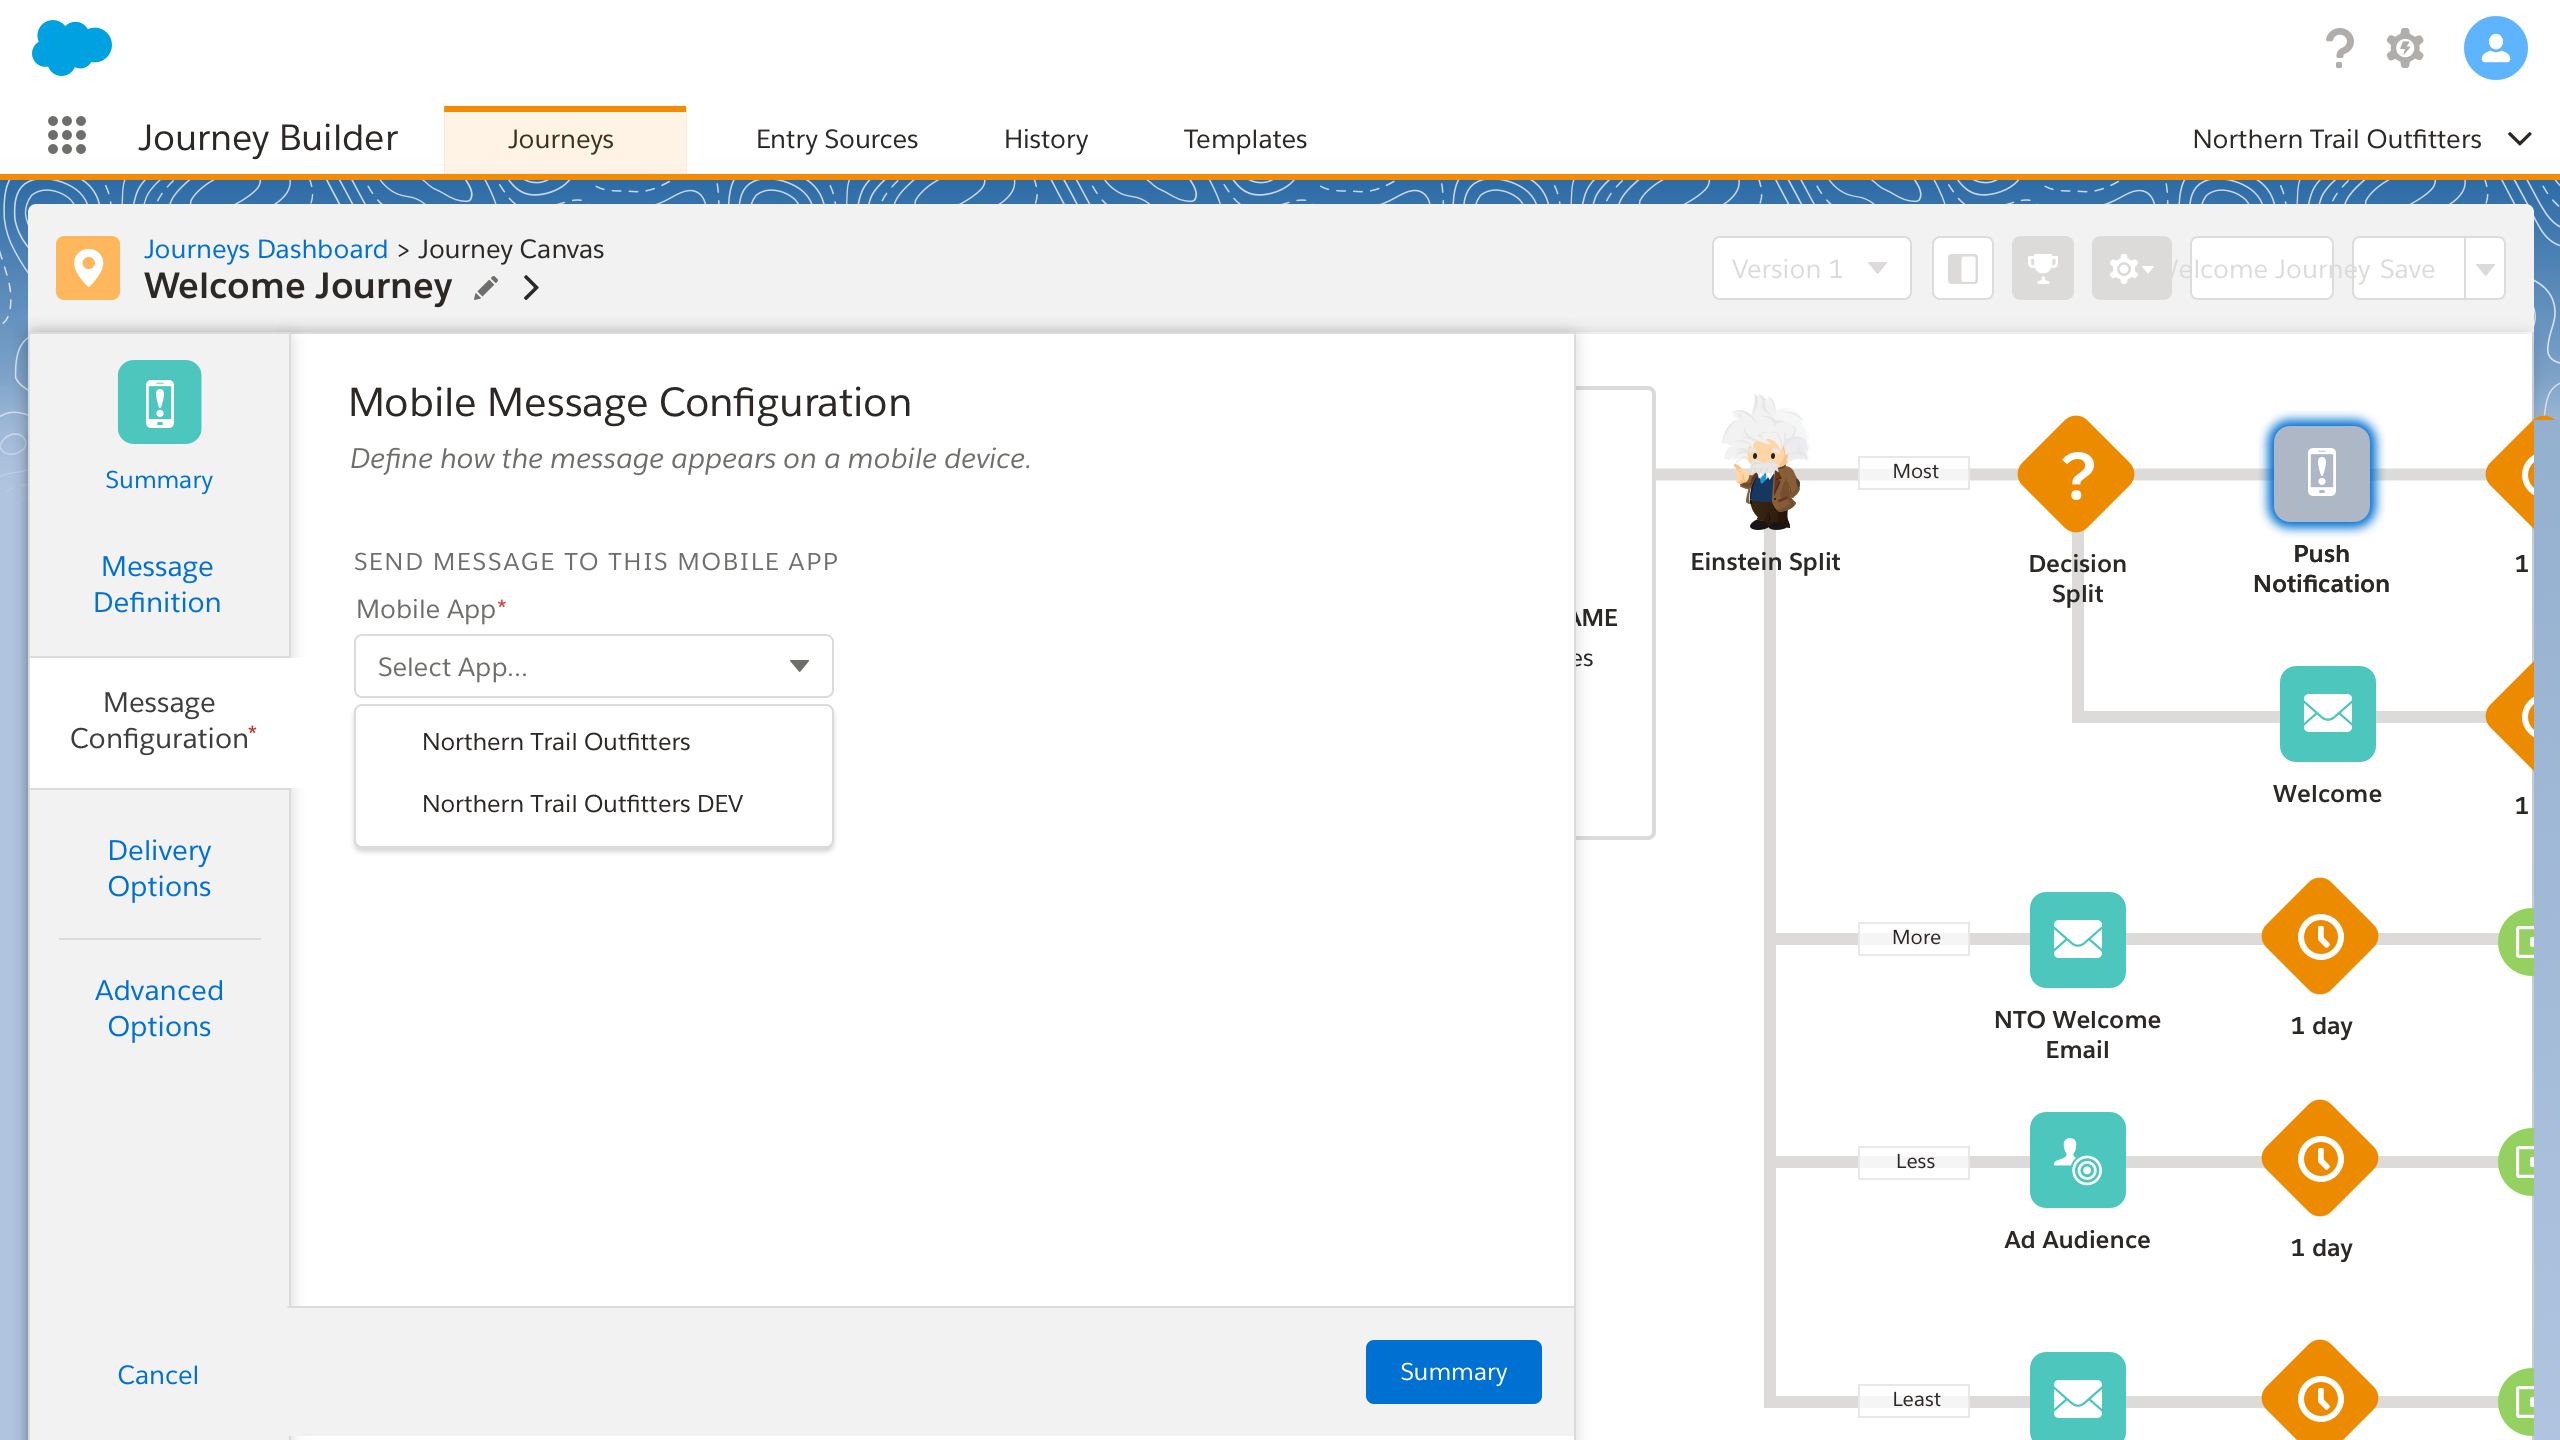 Journey Builder
Journeys
Entry Sources
History
Templates
Northern Trail Outfitters
Journeys Dashboard > Journey Canvas
Welcome Journey
Version 1
elcome Journey
Save
Summary
Message
Definition
Message
Configuration*
Delivery
Options
Advanced
Options
Cancel
Mobile Message Configuration
Define how the message appears on a mobile device.
SEND MESSAGE TO THIS MOBILE APP
Mobile App*
Select App...
Northern Trail Outfitters
Northern Trail Outfitters DEV
Summary
AME
es
Einstein Split
Most
Decision
Split
Push
Notification
1
Welcome
1
More
NTO Welcome
Email
1 day
Less
Ad Audience
1 day
Least